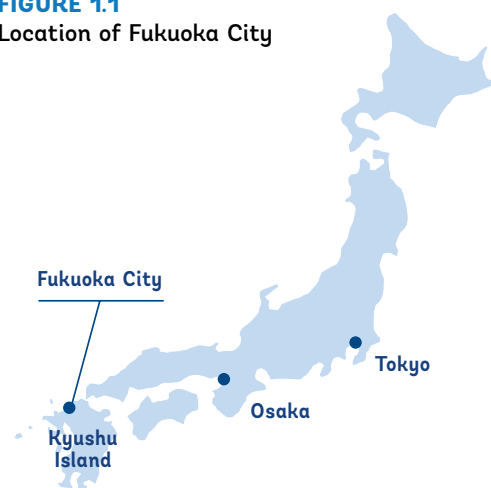 FIGURE 1.1
Location of Fukuoka City
Fukuoka City
Tokyo
Osaka
Kyushu
Island